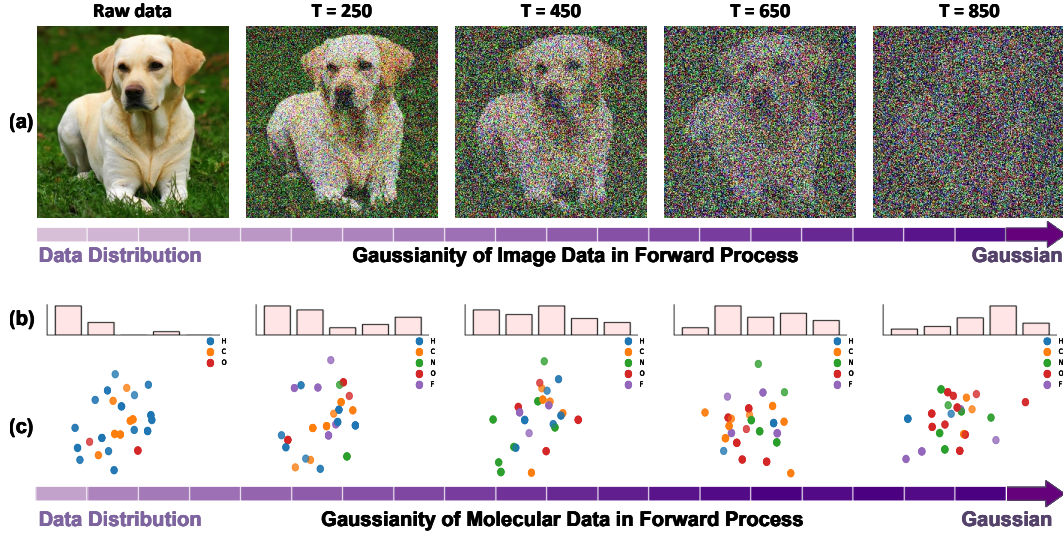 Raw data T = 250 T = 450 T = 650 T = 850
(a)
Data Distribution Gaussianity of Image Data in Forward Process Gaussian
(b)
H H H H H
C C C C C
O N N N N
O O O O
F F F F
(c)
Data Distribution Gaussianity of Molecular Data in Forward Process Gaussian